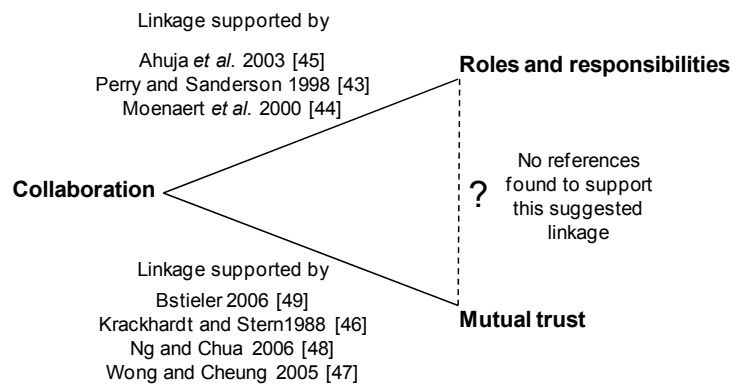 Linkage supported by
Ahuja et al. 2003 [45]
Perry and Sanderson 1998 [43]
Moenaert et al. 2000 [44]
Roles and responsibilities
Collaboration
?
No references
found to support
this suggested
linkage
Linkage supported by
Bstieler 2006 [49]
Krackhardt and Stern1988 [46]
Ng and Chua 2006 [48]
Wong and Cheung 2005 [47]
Mutual trust